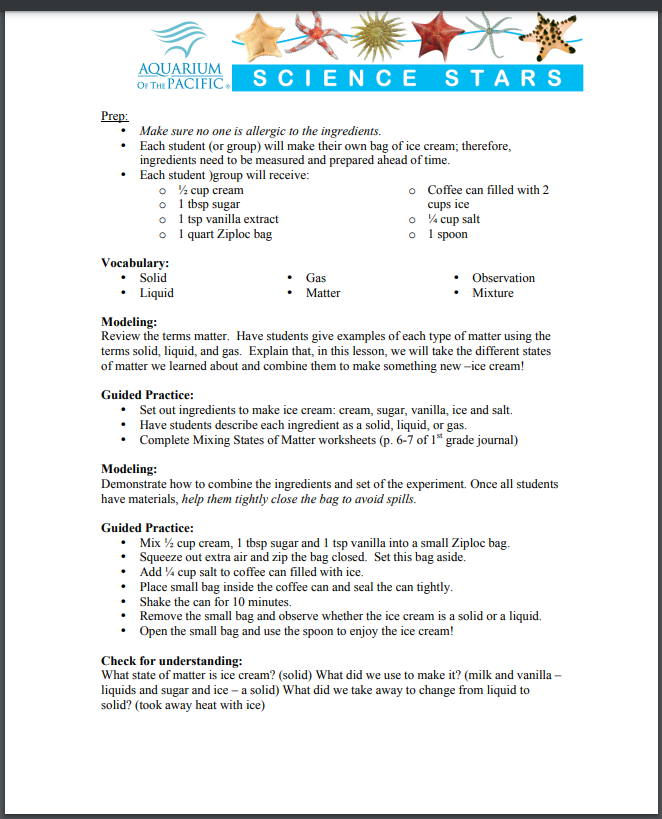 AQUARIUM
OF THE PACIFIC®
SCIENCE STARS
Prep:
• Make sure no one is allergic to the ingredients.
• Each student (or group) will make their own bag of ice cream; therefore,
ingredients need to be measured and prepared ahead of time.
• Each student )group will receive:
o ½ cup cream
o 1 tbsp sugar
o 1 tsp vanilla extract
o 1 quart Ziploc bag
o Coffee can filled with 2
cups ice
o ¼ cup salt
o 1 spoon
Vocabulary:
• Solid
• Liquid
• Gas
• Matter
• Observation
• Mixture
Modeling:
Review the terms matter.  Have students give examples of each type of matter using the
terms solid, liquid, and gas.  Explain that, in this lesson, we will take the different states
of matter we learned about and combine them to make something new –ice cream!
Guided Practice:
• Set out ingredients to make ice cream: cream, sugar, vanilla, ice and salt.
• Have students describe each ingredient as a solid, liquid, or gas.
• Complete Mixing States of Matter worksheets (p. 6-7 of 1st grade journal)
Modeling:
Demonstrate how to combine the ingredients and set of the experiment. Once all students
have materials, help them tightly close the bag to avoid spills.
Guided Practice:
• Mix ½ cup cream, 1 tbsp sugar and 1 tsp vanilla into a small Ziploc bag.
• Squeeze out extra air and zip the bag closed.  Set this bag aside.
• Add ¼ cup salt to coffee can filled with ice.
• Place small bag inside the coffee can and seal the can tightly.
• Shake the can for 10 minutes.
• Remove the small bag and observe whether the ice cream is a solid or a liquid.
• Open the small bag and use the spoon to enjoy the ice cream!
Check for understanding:
What state of matter is ice cream? (solid) What did we use to make it? (milk and vanilla –
liquids and sugar and ice – a solid) What did we take away to change from liquid to
solid? (took away heat with ice)